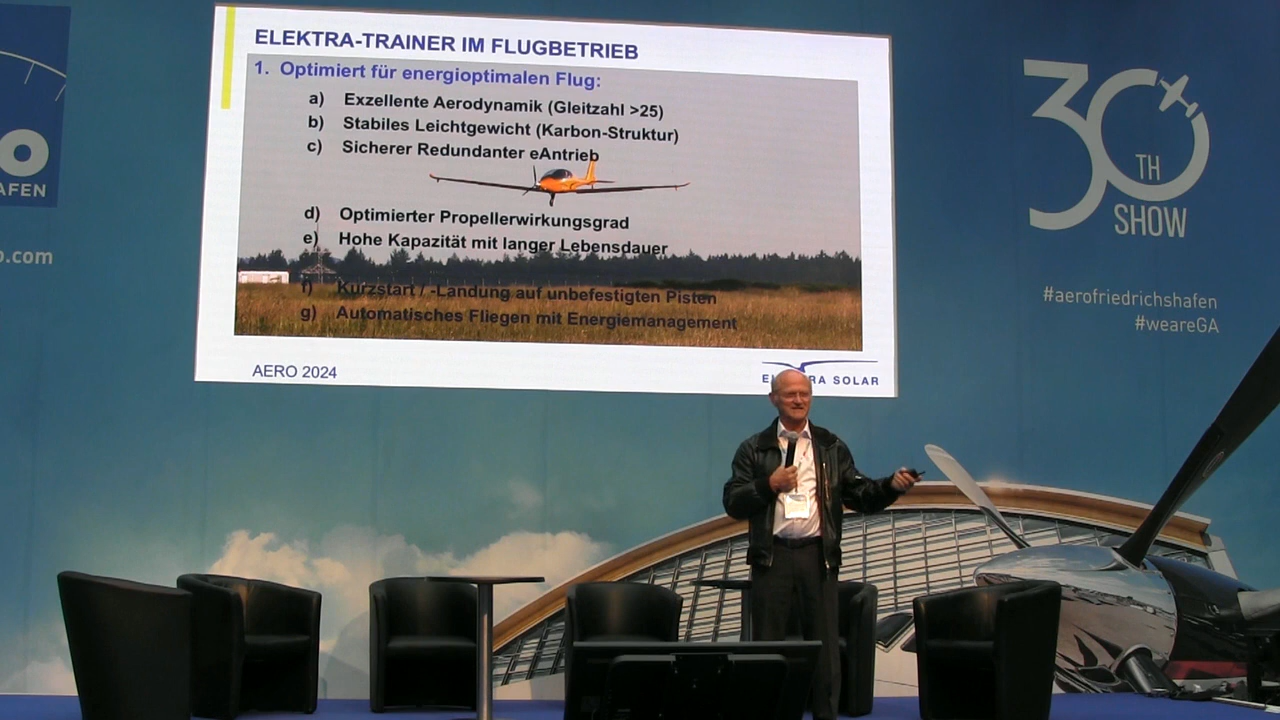 ELEKTRA-TRAINER IM FLUGBETRIEB
1. Optimiert für energioptimalen Flug:
a) Exzellente Aerodynamik (Gleitzahl >25)
b) Stabiles Leichtgewicht (Karbon-Struktur)
c) Sicherer Redundanter eAntrieb
d) Optimierter Propellerwirkungsgrad
e) Hohe Kapazität mit langer Lebensdauer
f) Kurzstart / -Landung auf unbefestigten Pisten
g) Automatisches Fliegen mit Energiemanagement
AERO 2024
SOLAR
30
TH
SHOW
#aerofriedrichshafen
#weareGA
O
AFEN
o.com